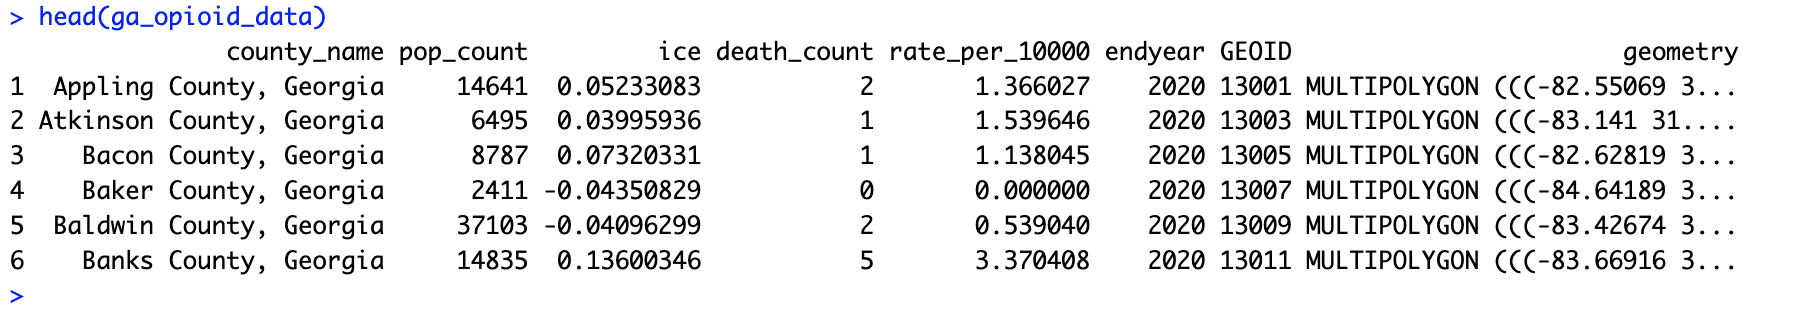 > head(ga_opioid_data)
county_name pop_count ice death_count rate_per_10000 endyear GEOID geometry
1 Appling County, Georgia 14641 0.05233083 2 1.366027 2020 13001 MULTIPOLYGON (((-82.55069 3...
2 Atkinson County, Georgia 6495 0.03995936 1 1.539646 2020 13003 MULTIPOLYGON (((-83.141 31....
3 Bacon County, Georgia 8787 0.07320331 1 1.138045 2020 13005 MULTIPOLYGON (((-82.62819 3...
4 Baker County, Georgia 2411 -0.04350829 0 0.000000 2020 13007 MULTIPOLYGON (((-84.64189 3...
5 Baldwin County, Georgia 37103 -0.04096299 2 0.539040 2020 13009 MULTIPOLYGON (((-83.42674 3...
6 Banks County, Georgia 14835 0.13600346 5 3.370408 2020 13011 MULTIPOLYGON (((-83.66916 3...
>